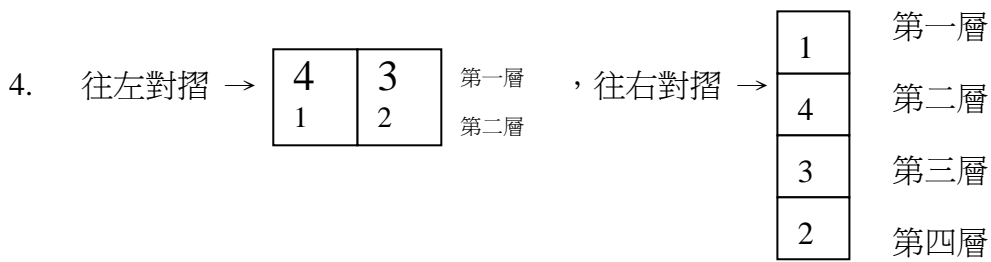 4. 往左對摺 → 4 3 第一層 ，往右對摺 → 1 第一層
1 2 第二層 4 第二層
3 第三層
2 第四層